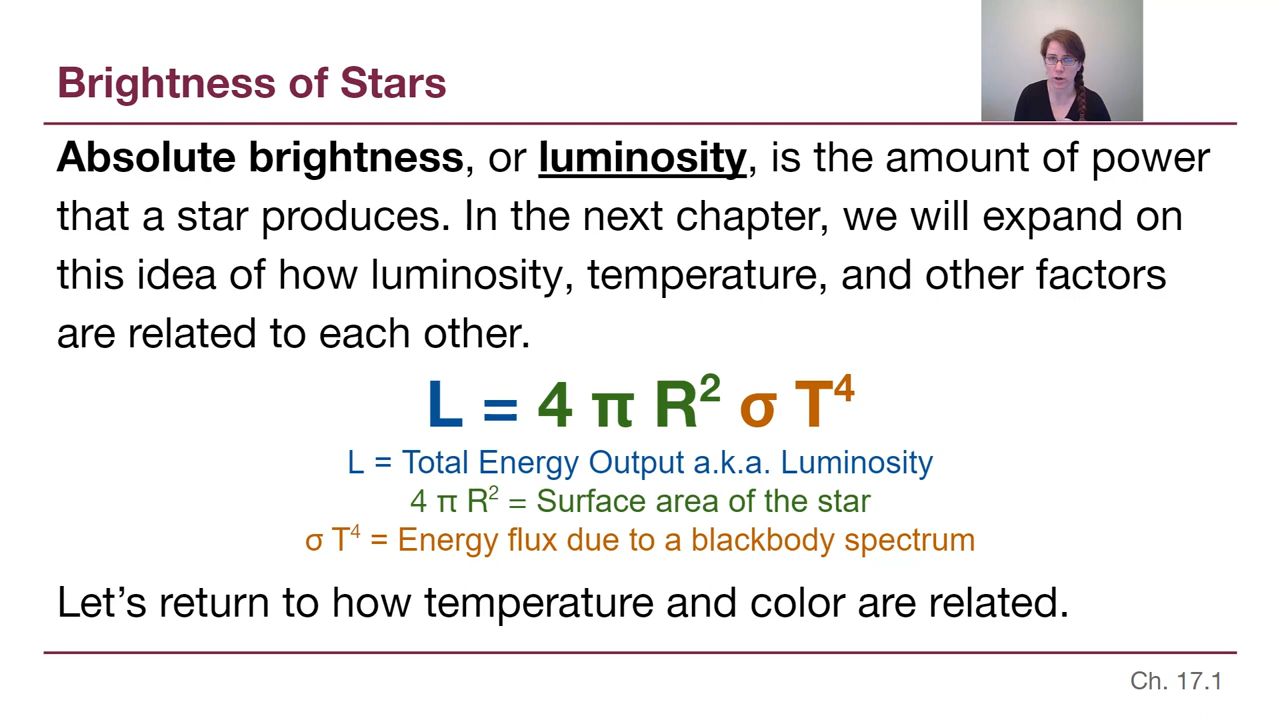 Brightness of Stars
Absolute brightness, or luminosity, is the amount of power
that a star produces. In the next chapter, we will expand on
this idea of how luminosity, temperature, and other factors
are related to each other.
L = 4 π R² σ T⁴
L = Total Energy Output a.k.a. Luminosity
4 π R² = Surface area of the star
σ T⁴ = Energy flux due to a blackbody spectrum
Let’s return to how temperature and color are related.
Ch. 17.1